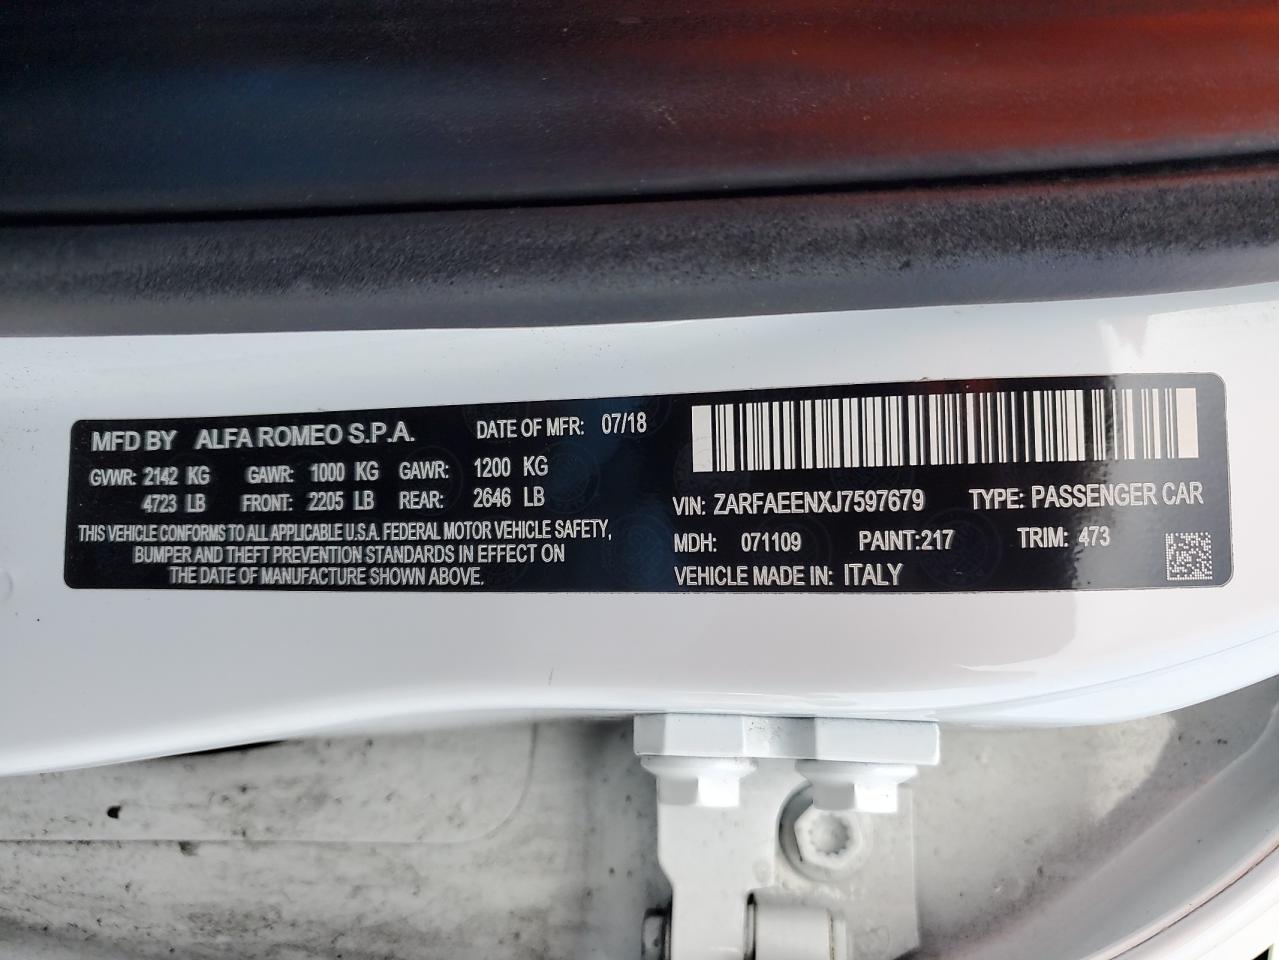 MFD BY ALFA ROMEO S.P.A. DATE OF MFR: 07/18
GVWR: 2142 KG GAWR: 1000 KG GAWR: 1200 KG
4723 LB FRONT: 2205 LB REAR: 2646 LB
THIS VEHICLE CONFORMS TO ALL APPLICABLE U.S.A. FEDERAL MOTOR VEHICLE SAFETY,
BUMPER AND THEFT PREVENTION STANDARDS IN EFFECT ON
THE DATE OF MANUFACTURE SHOWN ABOVE.
VIN: ZARFAEENXJ7597679 TYPE: PASSENGER CAR
MDH: 071109 PAINT:217 TRIM: 473
VEHICLE MADE IN: ITALY